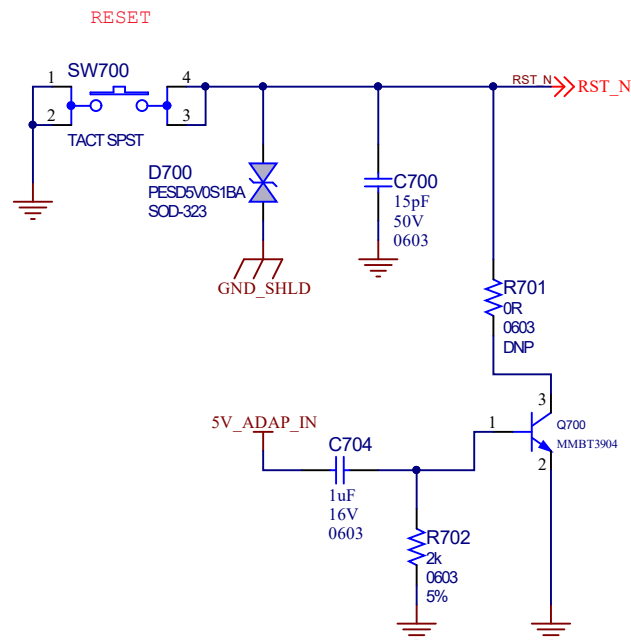 RESET
SW700
1
4
2
3
TACT SPST
RST_N
RST_N
D700
PESD5V0S1BA
SOD-323
C700
15pF
50V
0603
GND_SHLD
R701
0R
0603
DNP
3
5V_ADAP_IN
1
Q700
MMBT3904
2
C704
1uF
16V
0603
R702
2k
0603
5%